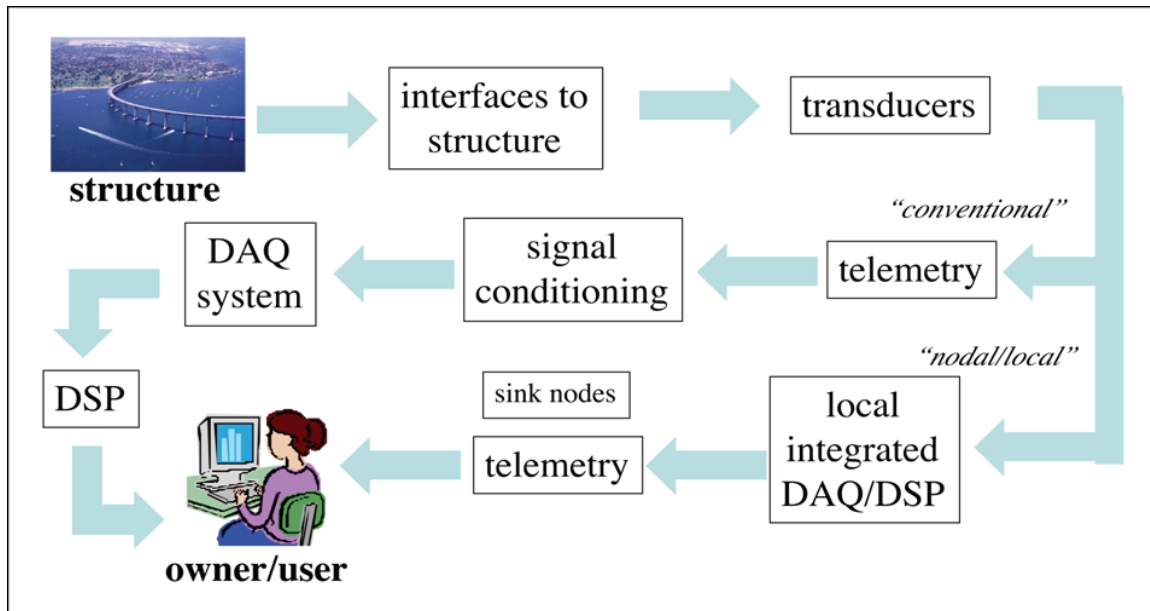 structure
interfaces to
structure
transducers
“conventional”
telemetry
signal
conditioning
DAQ
system
DSP
“nodal/local”
local
integrated
DAQ/DSP
sink nodes
telemetry
owner/user